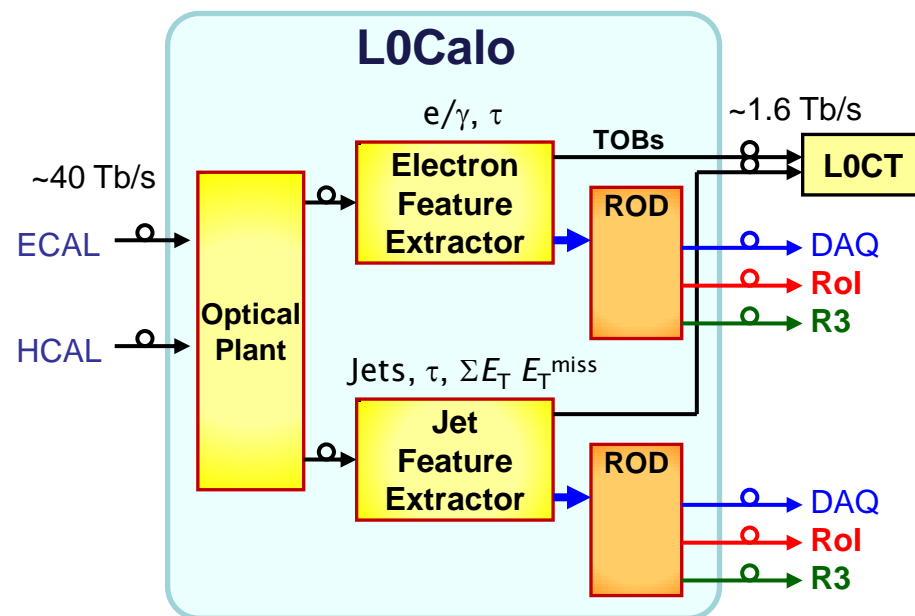 L0Calo
e/γ, τ
~1.6 Tb/s
TOBs
L0CT
~40 Tb/s
Electron
Feature
Extractor
ROD
ECAL
DAQ
Optical
Plant
RoI
HCAL
R3
Jets, τ, ΣE_T E_T^miss
Jet
Feature
Extractor
ROD
DAQ
RoI
R3